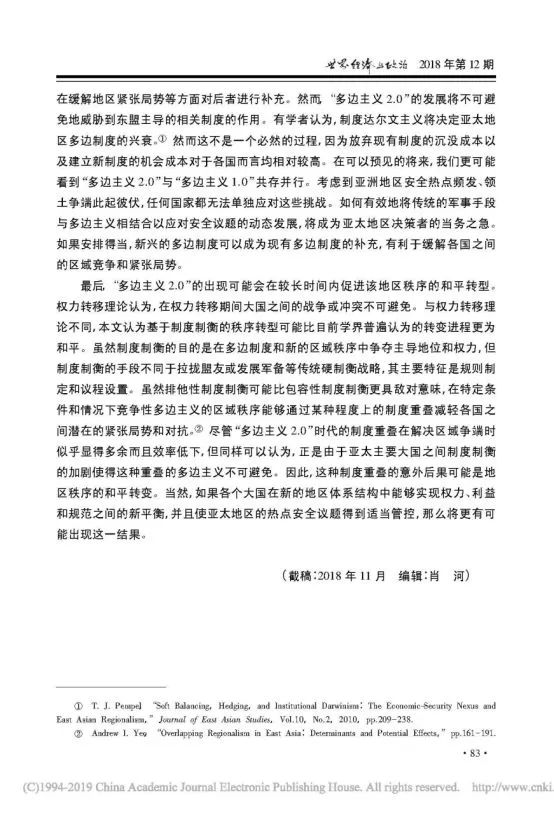 世界经济与政治 2018 年第 12 期
在缓解地区紧张局势等方面对后者进行补充。然而,“多边主义 2.0”的发展将不可避
免地威胁到东盟主导的相关制度的作用。有学者认为,制度达尔文主义将决定亚太地
区多边制度的兴衰。① 然而这不是一个必然的过程,因为放弃现有制度的沉没成本以
及建立新制度的机会成本对于各国而言均相对较高。在可以预见的将来,我们更可能
看到“多边主义 2.0”与“多边主义 1.0”共存并行。考虑到亚洲地区安全热点频发、领
土争端此起彼伏,任何国家都无法单独应对这些挑战。如何有效地将传统的军事手段
与多边主义相结合以应对安全议题的动态发展,将成为亚太地区决策者的当务之急。
如果安排得当,新兴的多边制度可以成为现有多边制度的补充,有利于缓解各国之间
的区域竞争和紧张局势。
最后,“多边主义 2.0”的出现可能会在较长时间内促进该地区秩序的和平转型。
权力转移理论认为,在权力转移期间大国之间的战争或冲突不可避免。与权力转移理
论不同,本文认为基于制度制衡的秩序转型可能比目前学界普遍认为的转变进程更为
和平。虽然制度制衡的目的是在多边制度和新的区域秩序中争夺主导地位和权力,但
制度制衡的手段不同于拉拢盟友或发展军备等传统硬制衡战略,其主要特征是规则制
定和议程设置。虽然排他性制度制衡可能比包容性制度制衡更具敌对意味,在特定条
件和情况下竞争性多边主义的区域秩序能够通过某种程度上的制度重叠减轻各国之
间潜在的紧张局势和对抗。② 尽管“多边主义 2.0”时代的制度重叠在解决区域争端时
似乎显得多余而且效率低下,但同样可以认为,正是由于亚太主要大国之间制度制衡
的加剧使得这种重叠的多边主义不可避免。因此,这种制度重叠的意外后果可能是地
区秩序的和平转变。当然,如果各个大国在新的地区体系结构中能够实现权力、利益
和规范之间的新平衡,并且使亚太地区的热点安全议题得到适当管控,那么将更有可
能出现这一结果。
(截稿:2018 年 11 月 编辑:肖 河)
① T. J. Pempel, “Soft Balancing, Hedging, and Institutional Darwinism: The Economic-Security Nexus and
East Asian Regionalism,” Journal of East Asian Studies, Vol.10, No.2, 2010, pp.209-238.
② Andrew I. Yeo, “Overlapping Regionalism in East Asia: Determinants and Potential Effects,” pp.161-191.
·83·
(C)1994-2019 China Academic Journal Electronic Publishing House. All rights reserved. http://www.cnki.